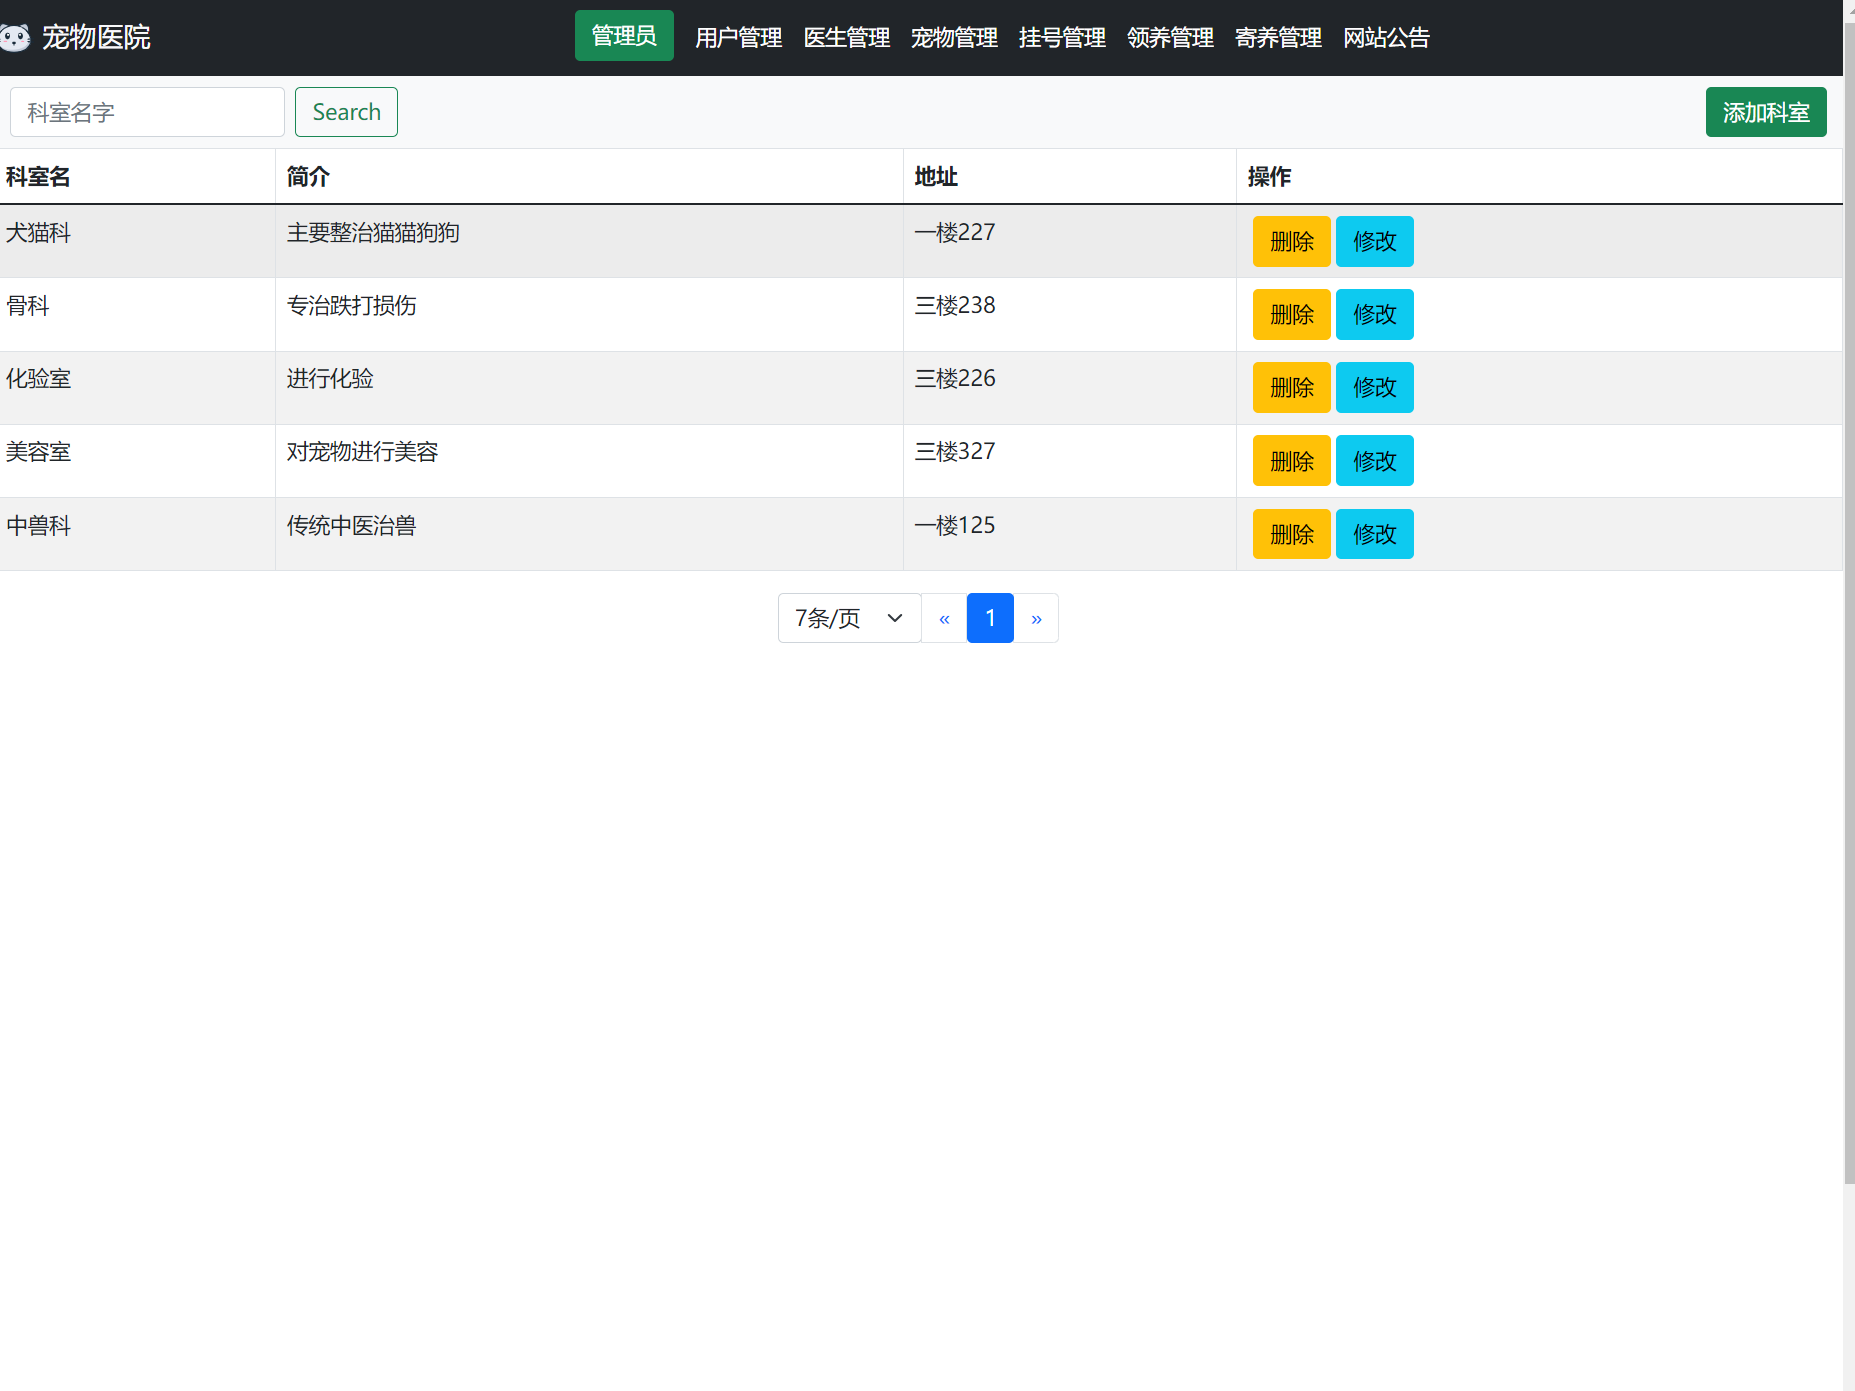 宠物医院 管理员 用户管理 医生管理 宠物管理 挂号管理 领养管理 寄养管理 网站公告
科室名字 Search 添加科室
科室名 简介 地址 操作
犬猫科 主要整治猫猫狗狗 一楼227 删除 修改
骨科 专治跌打损伤 三楼238 删除 修改
化验室 进行化验 三楼226 删除 修改
美容室 对宠物进行美容 三楼327 删除 修改
中兽科 传统中医治兽 一楼125 删除 修改
7条/页 « 1 »